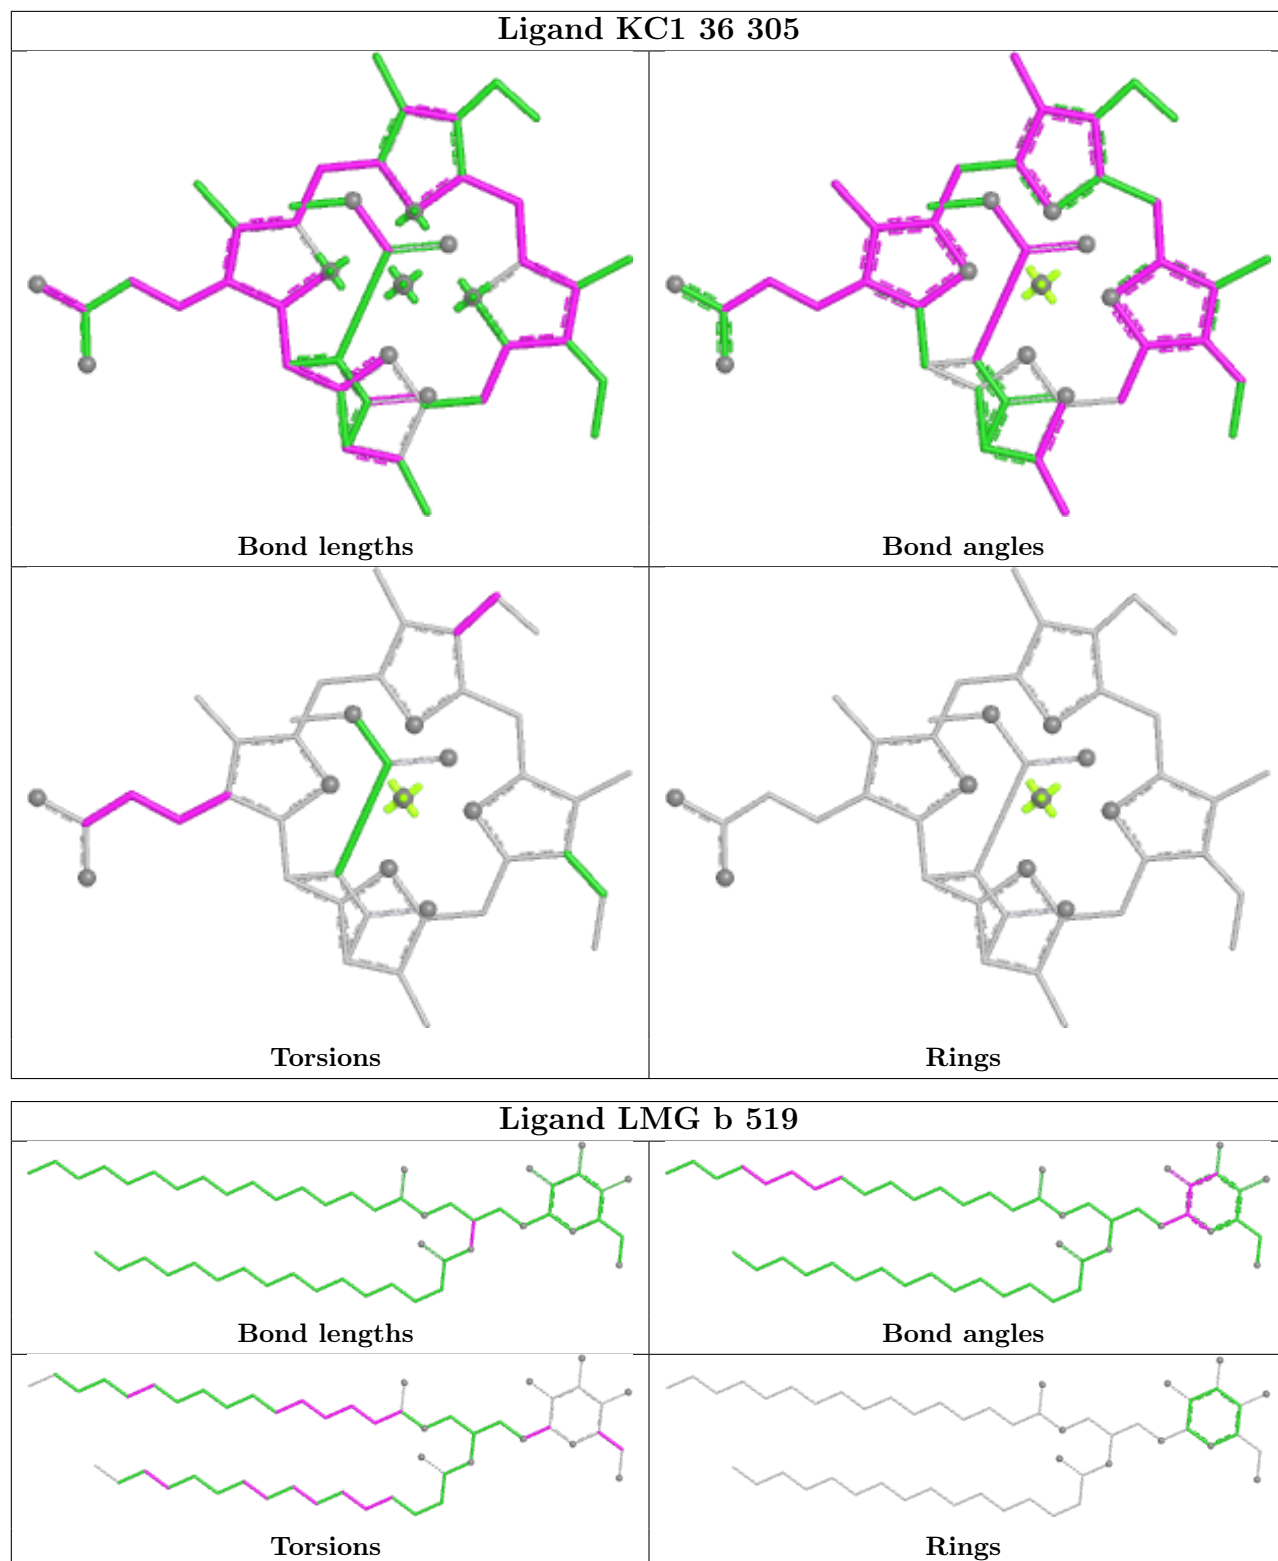 Ligand KC1 36 305
Bond lengths
Bond angles
Torsions
Rings
Ligand LMG b 519
Bond lengths
Bond angles
Torsions
Rings